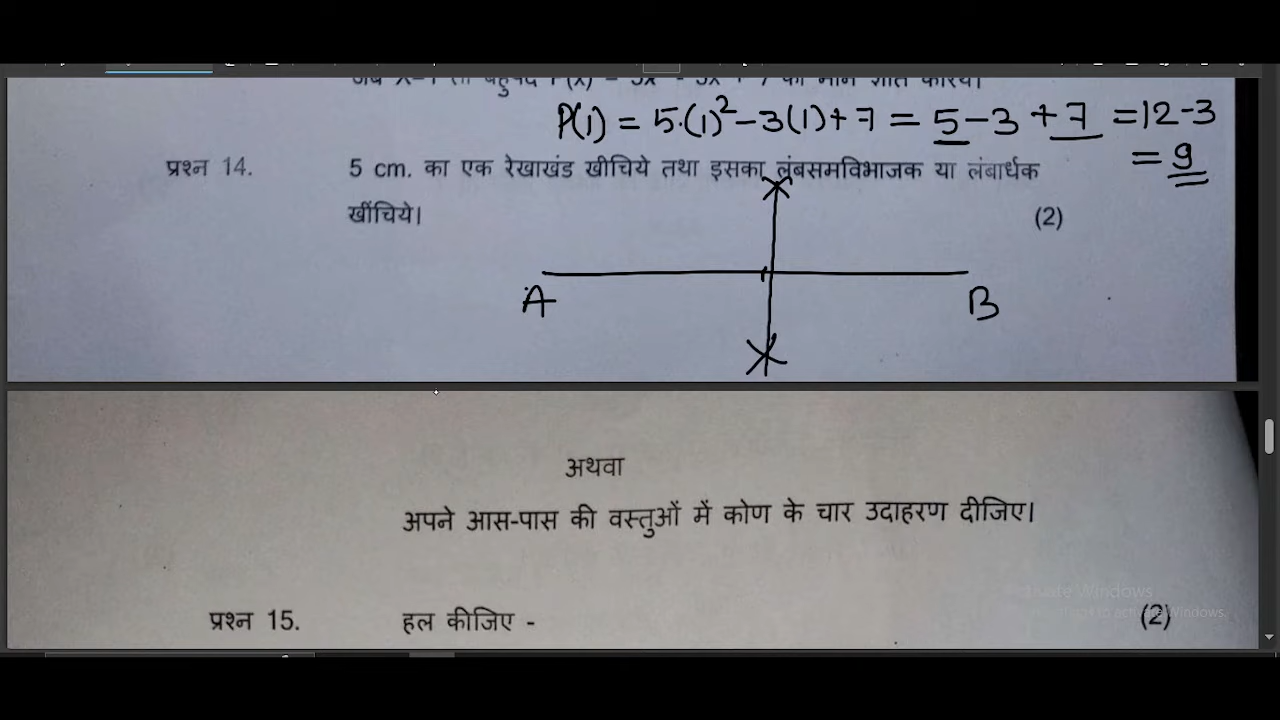 P(1) = 5.(1)² - 3(1) + 7 = 5 - 3 + 7 = 12 - 3
= 9
प्रश्न 14. 5 cm. का एक रेखाखंड खीचिये तथा इसका लंबसमविभाजक या लंबार्धक
खींचिये। (2)
A B
अथवा
अपने आस-पास की वस्तुओं में कोण के चार उदाहरण दीजिए।
प्रश्न 15. हल कीजिए - (2)